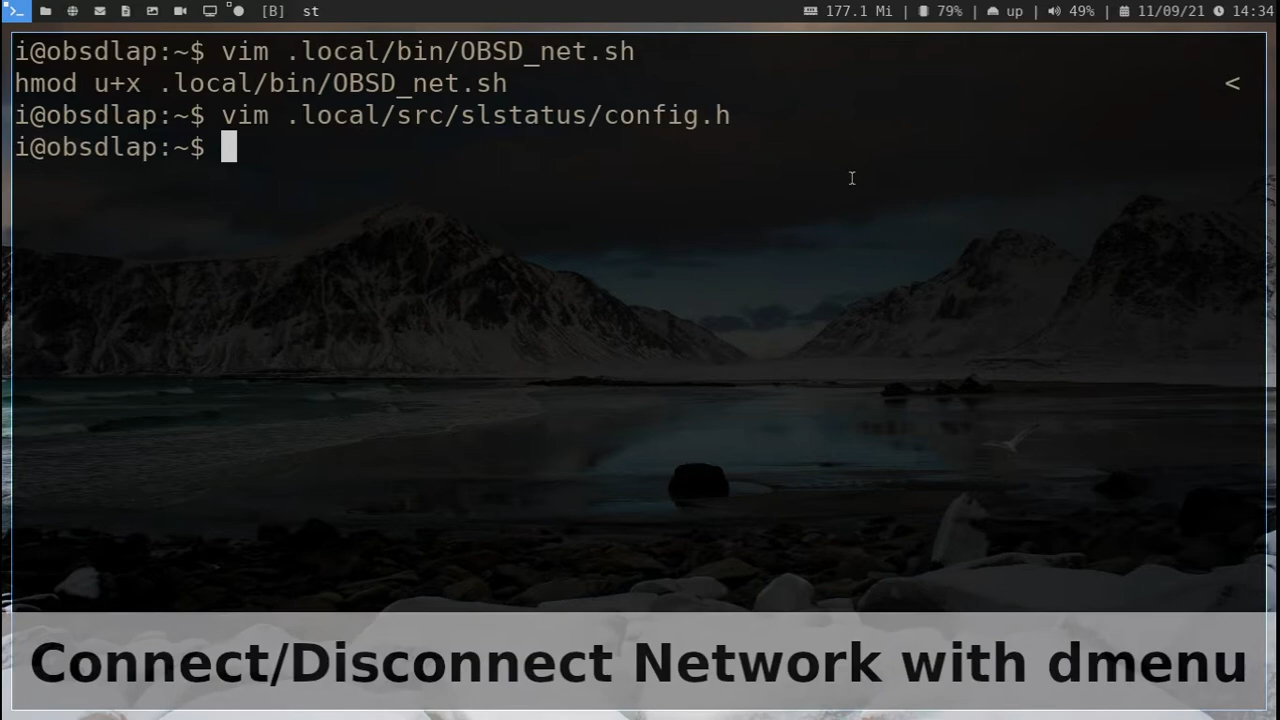 [B] st 177.1 Mi | 79% | up | 49% | 11/09/21 14:34
i@obsdlap:~$ vim .local/bin/OBSD_net.sh
hmod u+x .local/bin/OBSD_net.sh <
i@obsdlap:~$ vim .local/src/slstatus/config.h
i@obsdlap:~$
Connect/Disconnect Network with dmenu